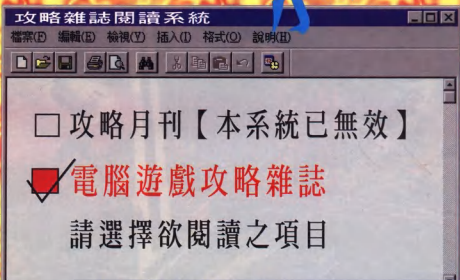 攻略雜誌閱讀系統
檔案(F) 編輯(E) 檢視(V) 插入(I) 格式(O) 說明(H)
攻略月刊【本系統已無效】
電腦遊戲攻略雜誌
請選擇欲閱讀之項目